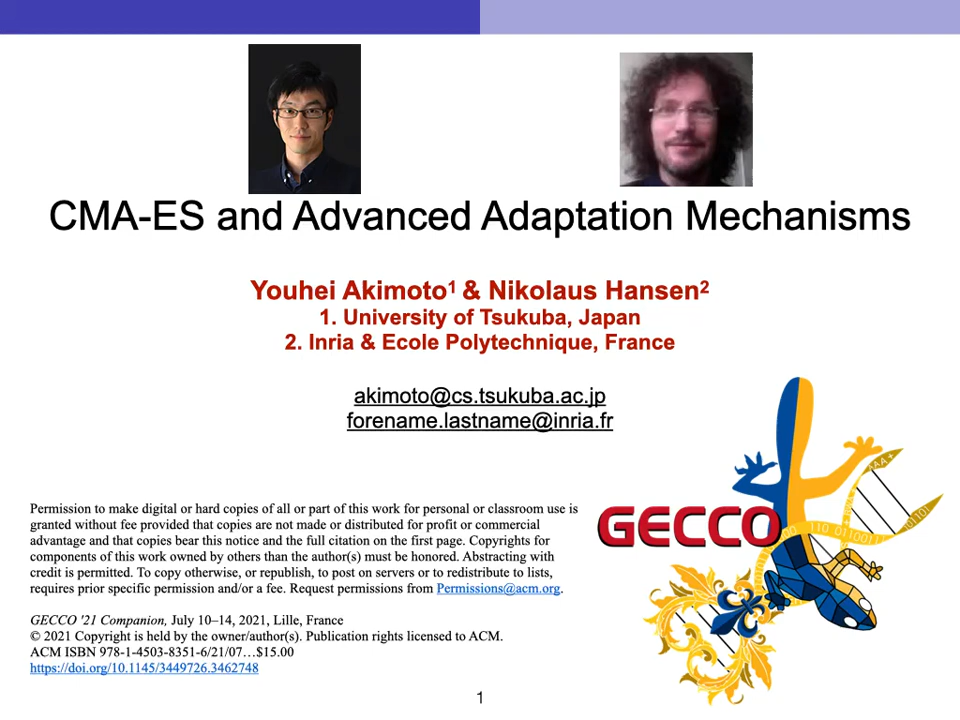 CMA-ES and Advanced Adaptation Mechanisms
Youhei Akimoto¹ & Nikolaus Hansen²
1. University of Tsukuba, Japan
2. Inria & Ecole Polytechnique, France
akimoto@cs.tsukuba.ac.jp
forename.lastname@inria.fr
Permission to make digital or hard copies of all or part of this work for personal or classroom use is
granted without fee provided that copies are not made or distributed for profit or commercial
advantage and that copies bear this notice and the full citation on the first page. Copyrights for
components of this work owned by others than the author(s) must be honored. Abstracting with
credit is permitted. To copy otherwise, or republish, to post on servers or to redistribute to lists,
requires prior specific permission and/or a fee. Request permissions from Permissions@acm.org.
GECCO '21 Companion, July 10–14, 2021, Lille, France
© 2021 Copyright is held by the owner/author(s). Publication rights licensed to ACM.
ACM ISBN 978-1-4503-8351-6/21/07…$15.00
https://doi.org/10.1145/3449726.3462748
GECCO
1